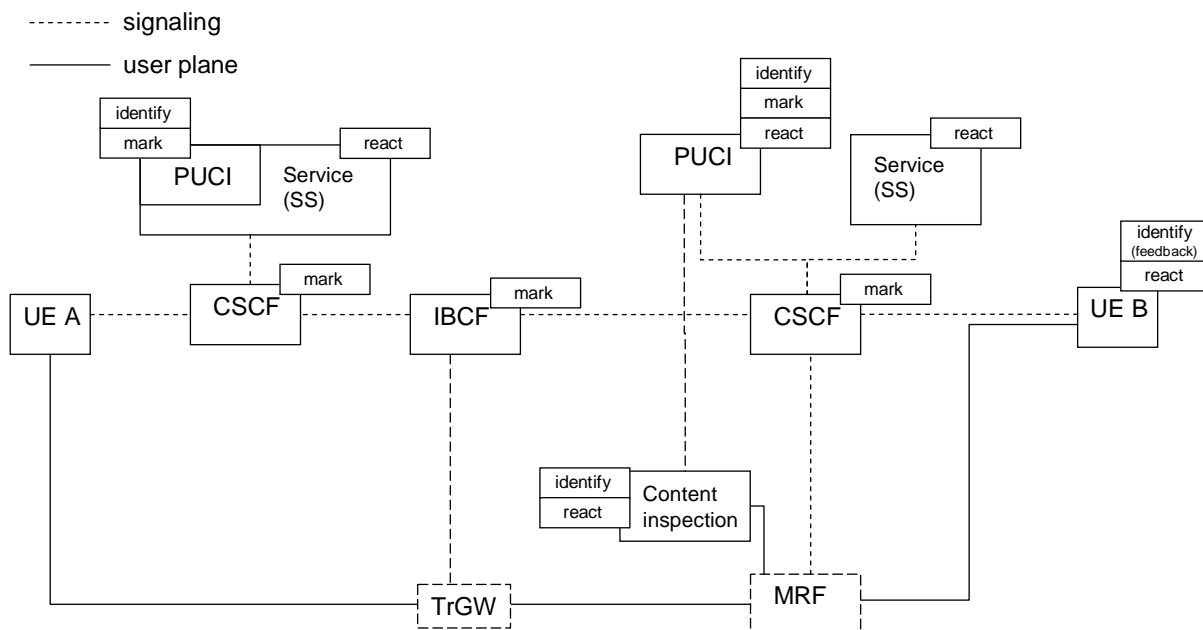 signaling
user plane
identify
mark
PUCI
Service
(SS)
react
identify
mark
react
PUCI
react
Service
(SS)
identify
(feedback)
react
UE A
mark
CSCF
mark
IBCF
mark
CSCF
UE B
identify
react
Content
inspection
TrGW
MRF